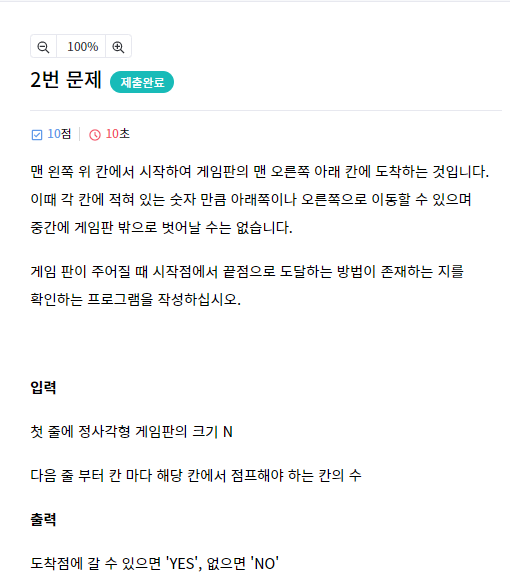 100%
2번 문제 제출완료
10점 10초
맨 왼쪽 위 칸에서 시작하여 게임판의 맨 오른쪽 아래 칸에 도착하는 것입니다.
이때 각 칸에 적혀 있는 숫자 만큼 아래쪽이나 오른쪽으로 이동할 수 있으며
중간에 게임판 밖으로 벗어날 수는 없습니다.
게임 판이 주어질 때 시작점에서 끝점으로 도달하는 방법이 존재하는 지를
확인하는 프로그램을 작성하십시오.
입력
첫 줄에 정사각형 게임판의 크기 N
다음 줄 부터 칸 마다 해당 칸에서 점프해야 하는 칸의 수
출력
도착점에 갈 수 있으면 'YES', 없으면 'NO'